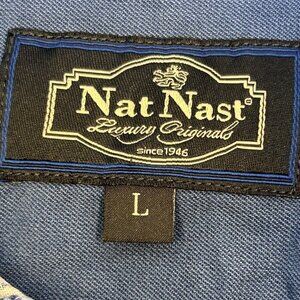 Nat Nast
Luxury Originals
since 1946
L